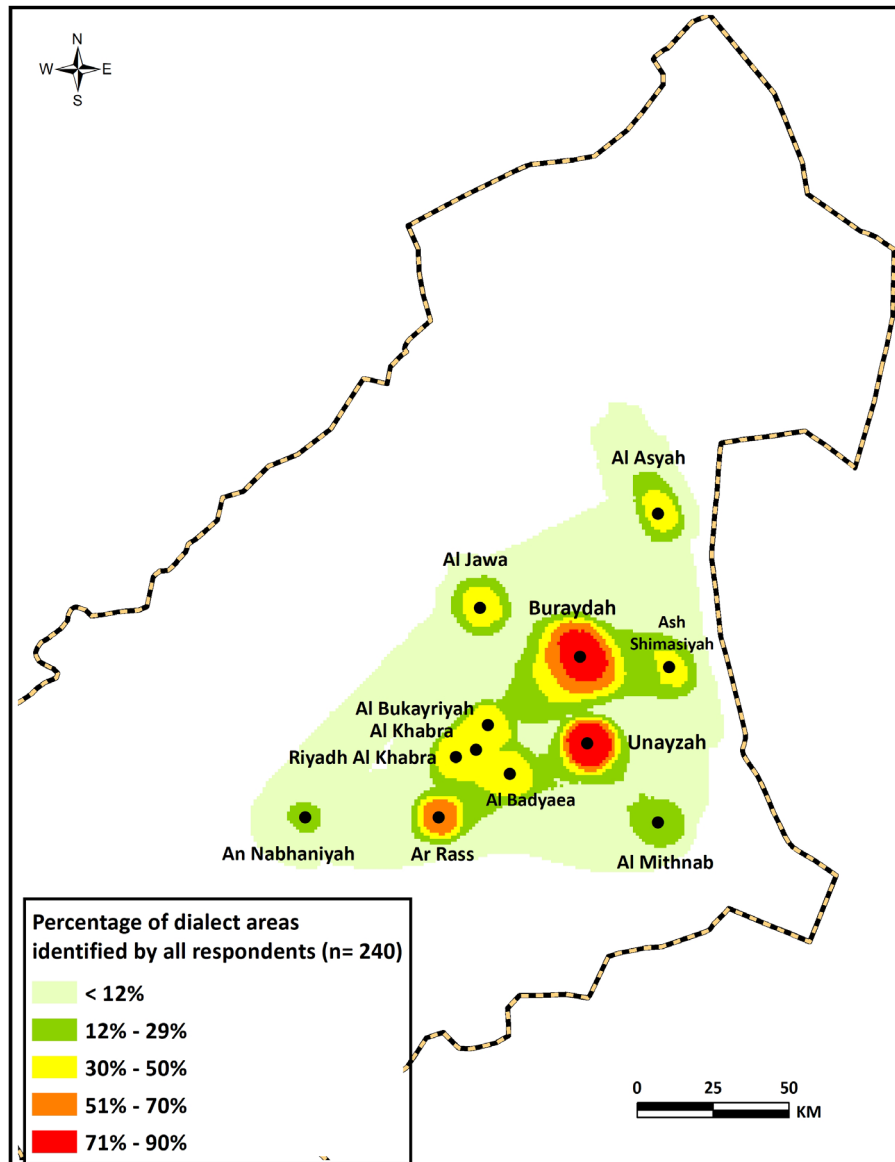 N
W E
S
Al Asyah
Al Jawa
Buraydah
Ash
Shimasiyah
Al Bukayriyah
Al Khabra
Riyadh Al Khabra
Unayzah
Al Badyaea
An Nabhaniyah
Ar Rass
Al Mithnab
Percentage of dialect areas
identified by all respondents (n= 240)
< 12%
12% - 29%
30% - 50%
51% - 70%
71% - 90%
0 25 50
KM